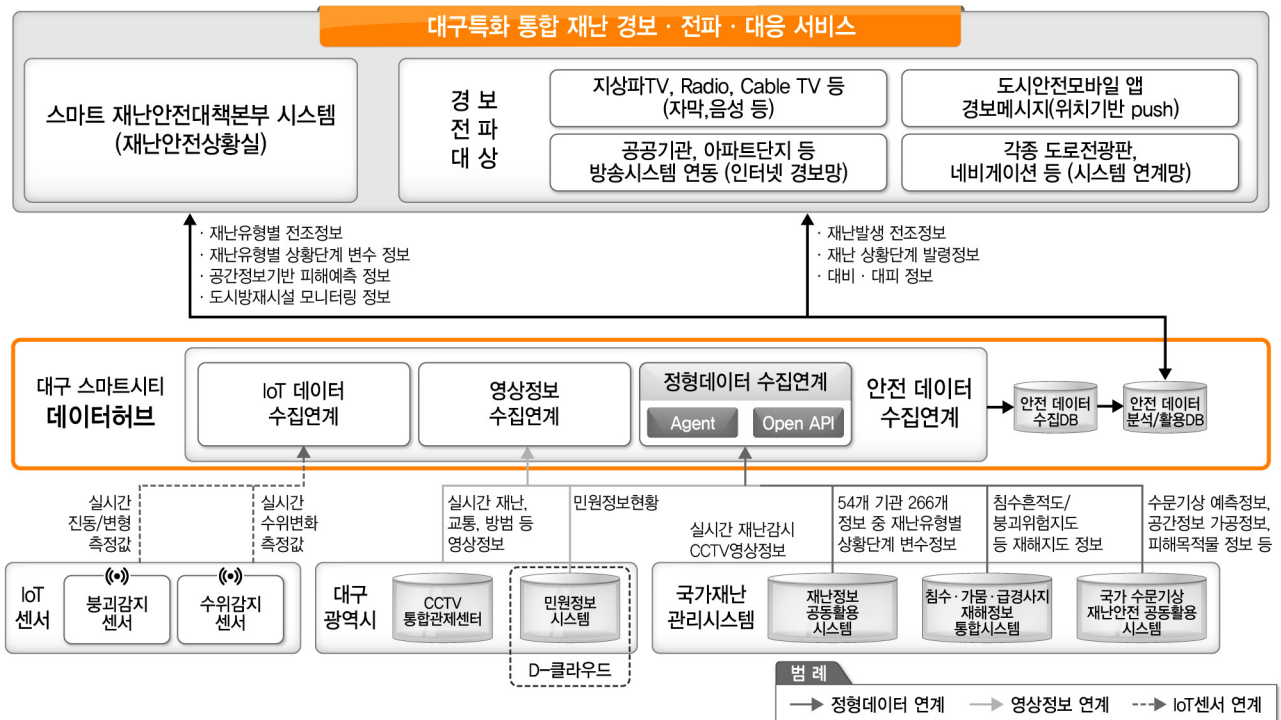 대구특화 통합 재난 경보 · 전파 · 대응 서비스
스마트 재난안전대책본부 시스템
(재난안전상황실)
경 보
전 파
대 상
지상파TV, Radio, Cable TV 등
(자막,음성 등)
도시안전모바일 앱
경보메시지(위치기반 push)
공공기관, 아파트단지 등
방송시스템 연동 (인터넷 경보망)
각종 도로전광판,
네비게이션 등 (시스템 연계망)
· 재난유형별 전조정보
· 재난유형별 상황단계 변수 정보
· 공간정보기반 피해예측 정보
· 도시방재시설 모니터링 정보
· 재난발생 전조정보
· 재난 상황단계 발령정보
· 대비 · 대피 정보
대구 스마트시티
데이터허브
IoT 데이터
수집연계
영상정보
수집연계
정형데이터 수집연계
Agent
Open API
안전 데이터
수집연계
안전 데이터
수집DB
안전 데이터
분석/활용DB
실시간
진동/변형
측정값
실시간
수위변화
측정값
실시간 재난,
교통, 방범 등
영상정보
민원정보현황
실시간 재난감시
CCTV영상정보
54개 기관 266개
정보 중 재난유형별
상황단계 변수정보
침수흔적도/
붕괴위험지도
등 재해지도 정보
수문기상 예측정보,
공간정보 가공정보,
피해목적물 정보 등
IoT
센서
붕괴감지
센서
수위감지
센서
대구
광역시
CCTV
통합관제센터
민원정보
시스템
D-클라우드
국가재난
관리시스템
재난정보
공동활용
시스템
침수 · 가뭄 · 급경사지
재해정보
통합시스템
국가 수문기상
재난안전 공동활용
시스템
범 례
정형데이터 연계
영상정보 연계
IoT센서 연계